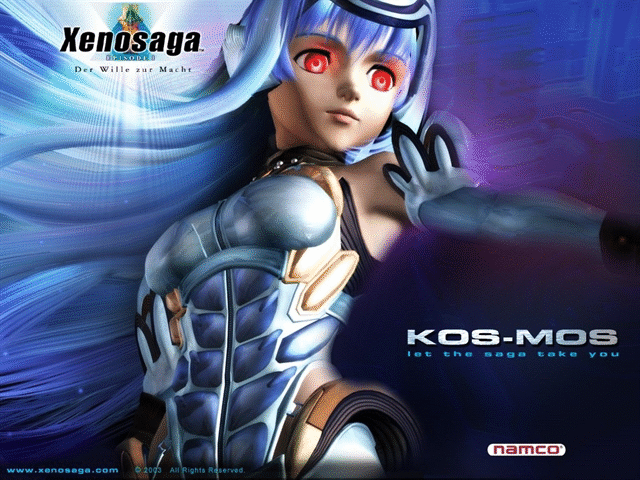 Xenosaga™
EPISODE I
Der Wille zur Macht
KOS-MOS
let the saga take you
namco®
www.xenosaga.com © 2003 All Rights Reserved.